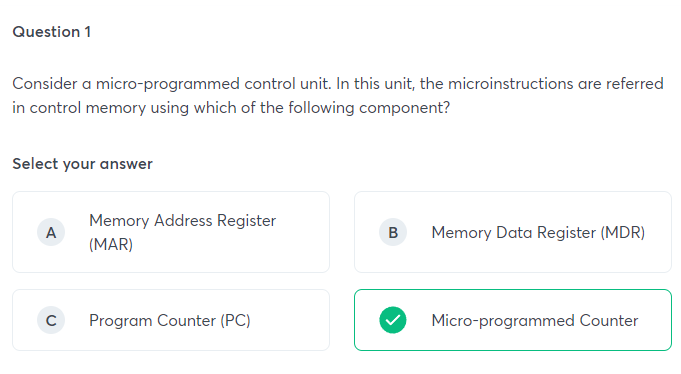 Question 1
Consider a micro-programmed control unit. In this unit, the microinstructions are referred
in control memory using which of the following component?
Select your answer
A
Memory Address Register
(MAR)
B
Memory Data Register (MDR)
C
Program Counter (PC)
Micro-programmed Counter